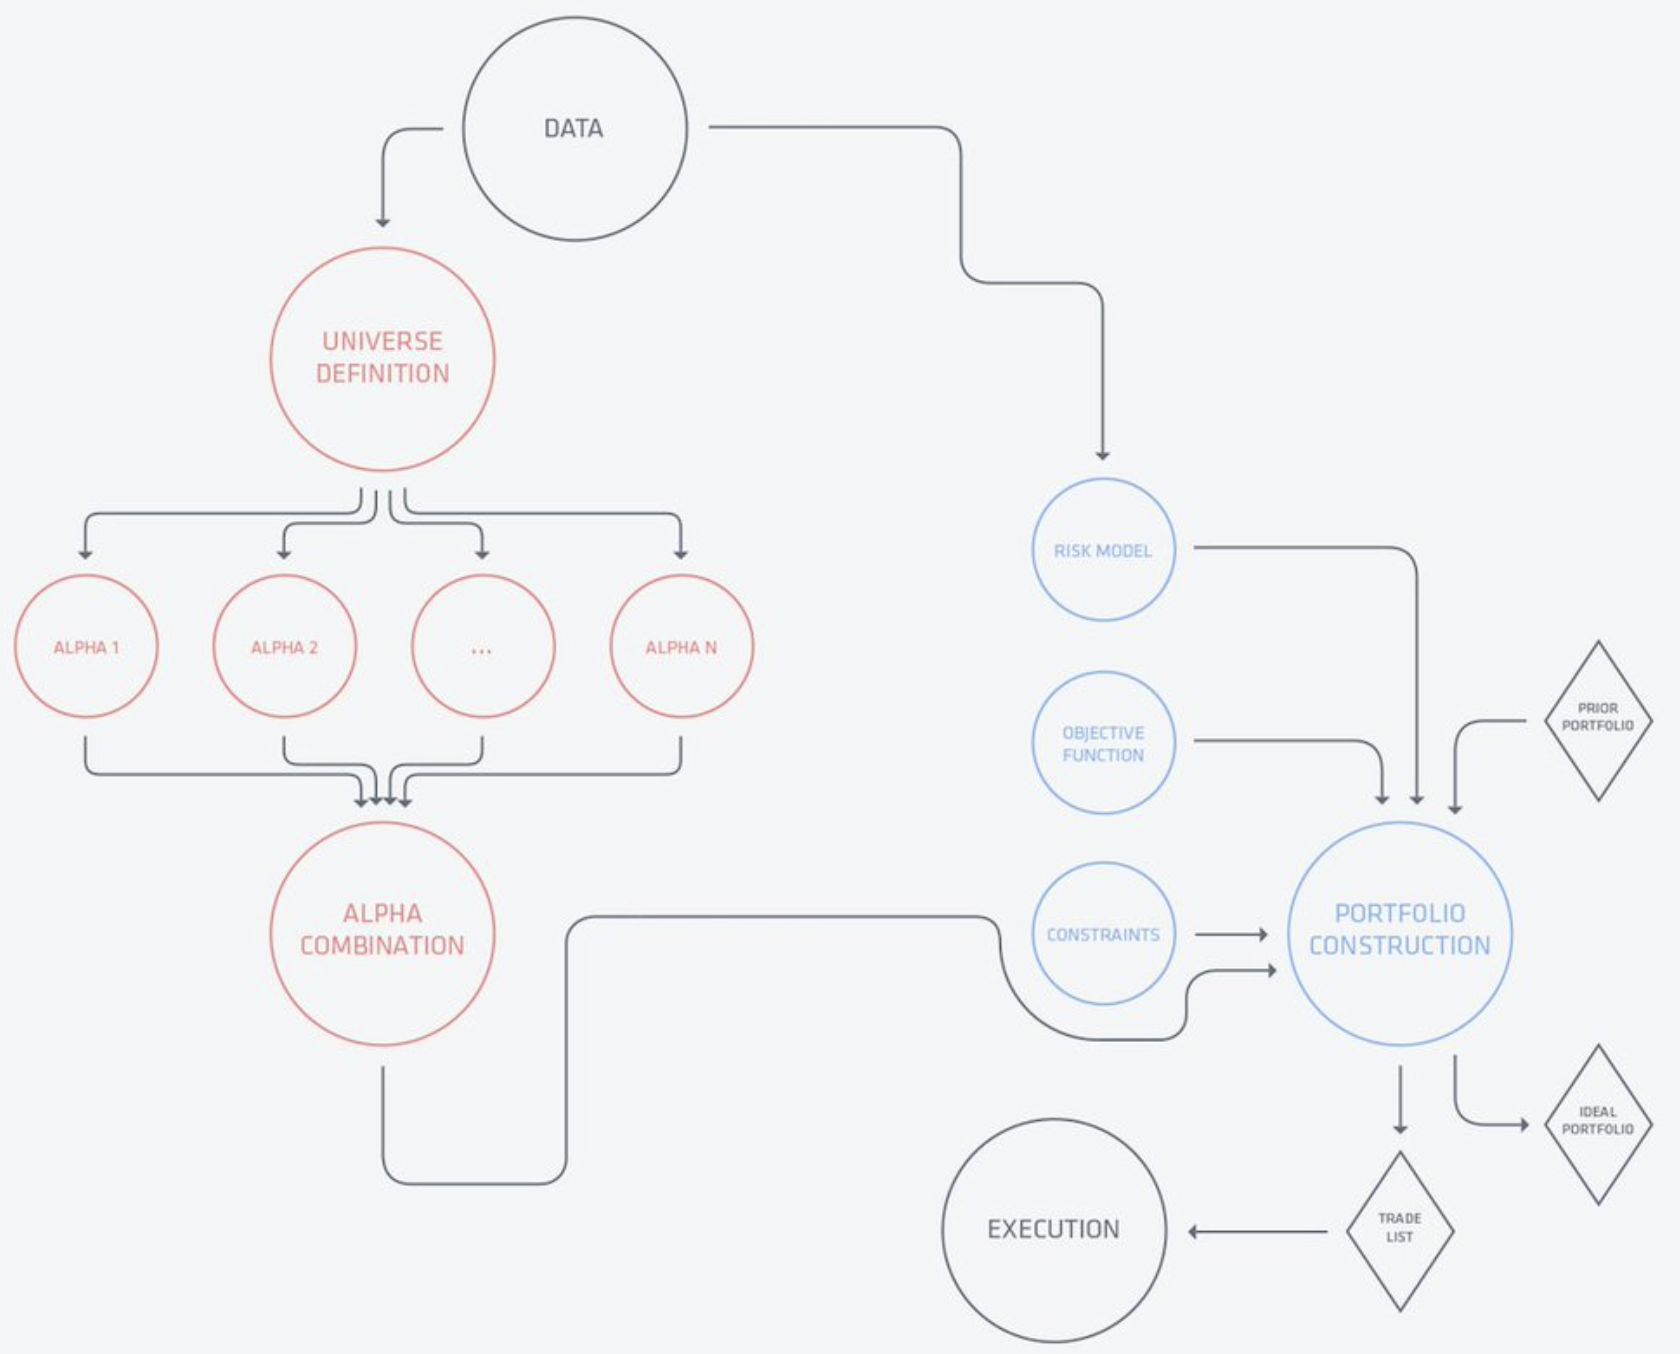 DATA
UNIVERSE
DEFINITION
ALPHA 1
ALPHA 2
...
ALPHA N
ALPHA
COMBINATION
RISK MODEL
OBJECTIVE
FUNCTION
CONSTRAINTS
PRIOR
PORTFOLIO
PORTFOLIO
CONSTRUCTION
IDEAL
PORTFOLIO
TRADE
LIST
EXECUTION